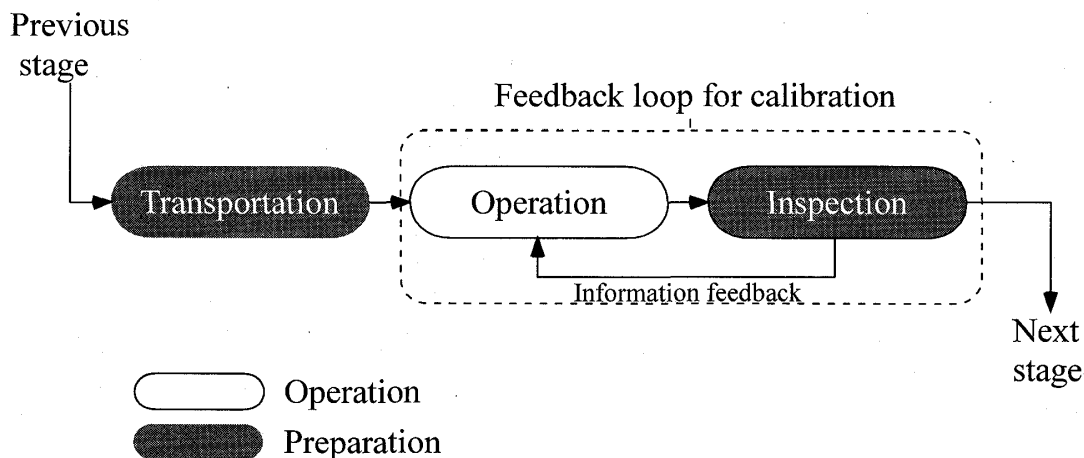 Previous
stage
Feedback loop for calibration
Transportation
Operation
Inspection
Information feedback
Next
stage
Operation
Preparation